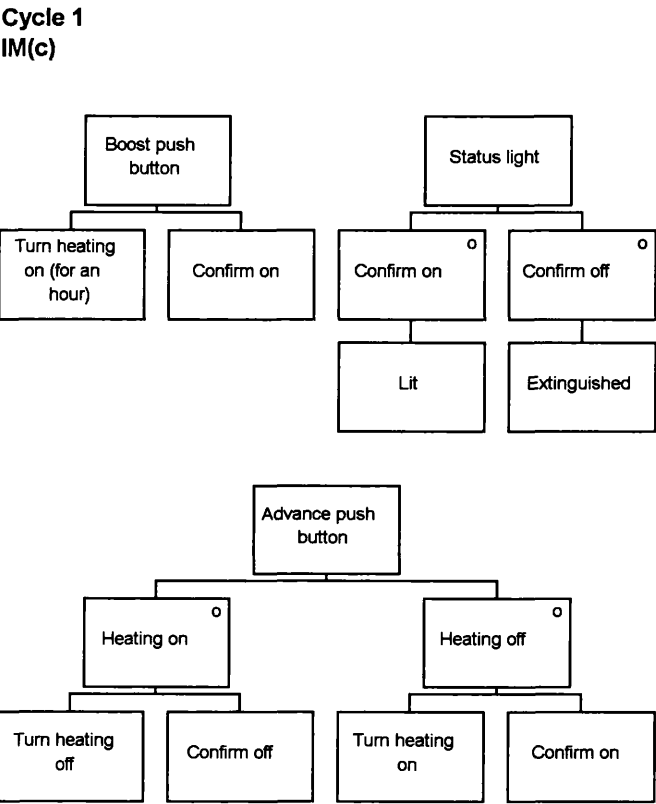 Cycle 1
IM(c)
Boost push
button
Status light
Turn heating
on (for an
hour)
Confirm on
Confirm on
o
Confirm off
o
Lit
Extinguished
Advance push
button
Heating on
o
Heating off
o
Turn heating
off
Confirm off
Turn heating
on
Confirm on